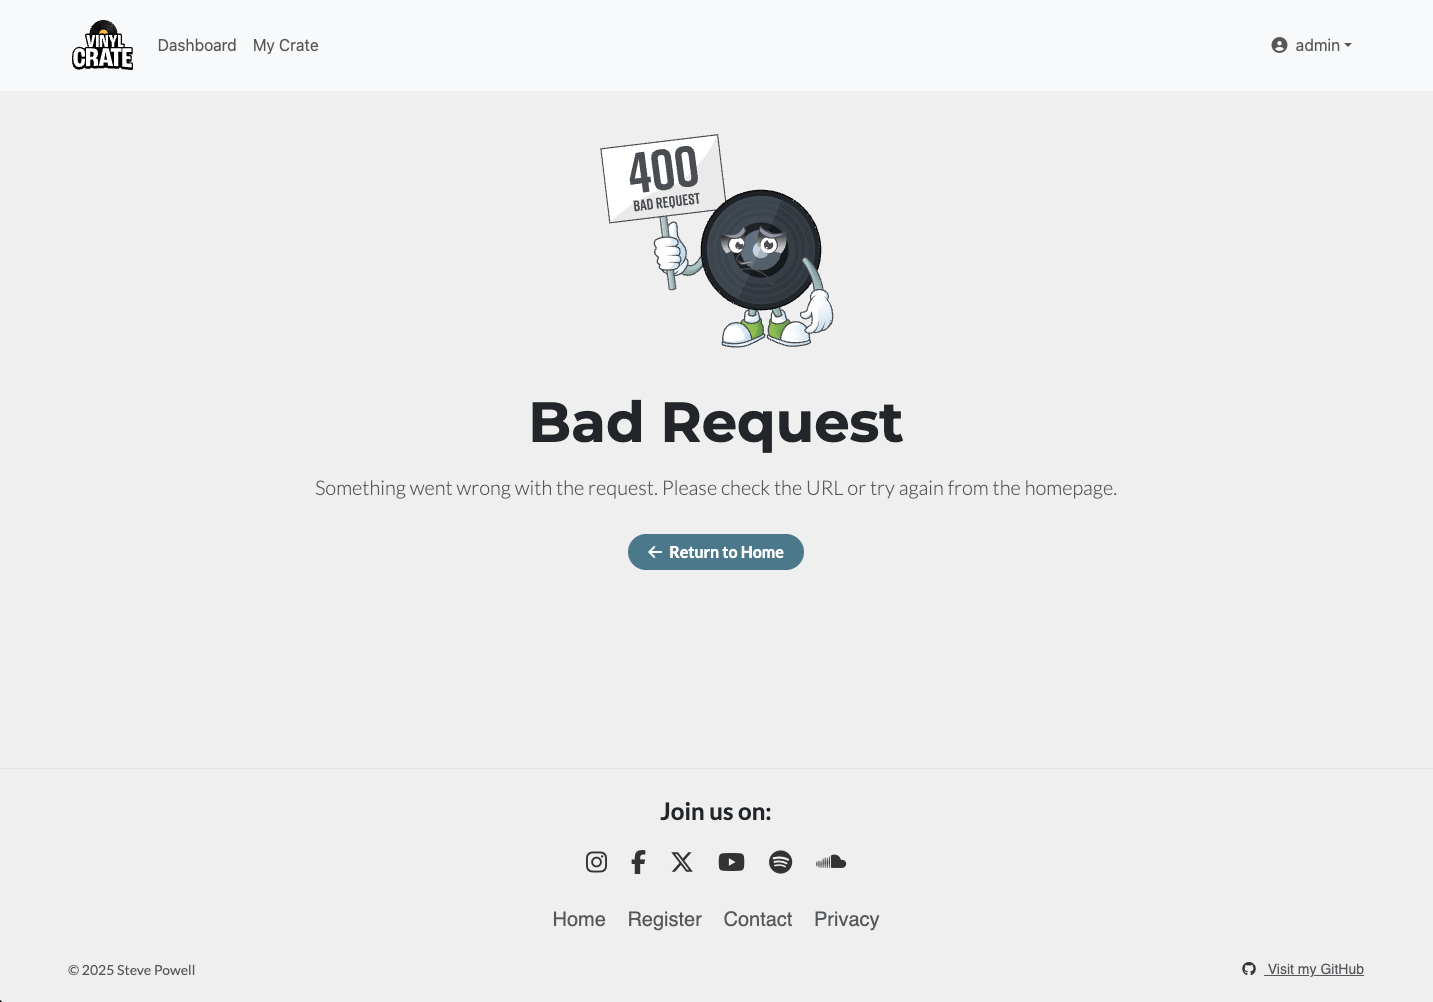 VINYL
CRATE
Dashboard
My Crate
admin
400
BAD REQUEST
Bad Request
Something went wrong with the request. Please check the URL or try again from the homepage.
Return to Home
Join us on:
Home
Register
Contact
Privacy
© 2025 Steve Powell
Visit my GitHub